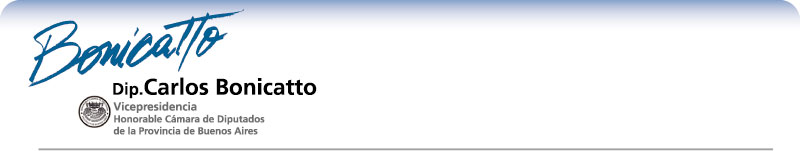 Bonicatto
Dip.Carlos Bonicatto
Vicepresidencia
Honorable Cámara de Diputados
de la Provincia de Buenos Aires